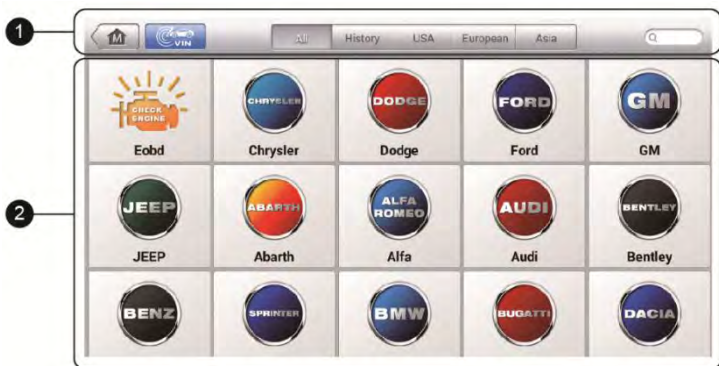 1
M
VIN
All History USA European Asia
2
CHECK ENGINE
CHRYSLER
DODGE
FORD
GM
Eobd Chrysler Dodge Ford GM
JEEP
ABARTH
ALFA ROMEO
AUDI
BENTLEY
JEEP Abarth Alfa Audi Bentley
BENZ
SPRINTER
BMW
BUGATTI
DACIA